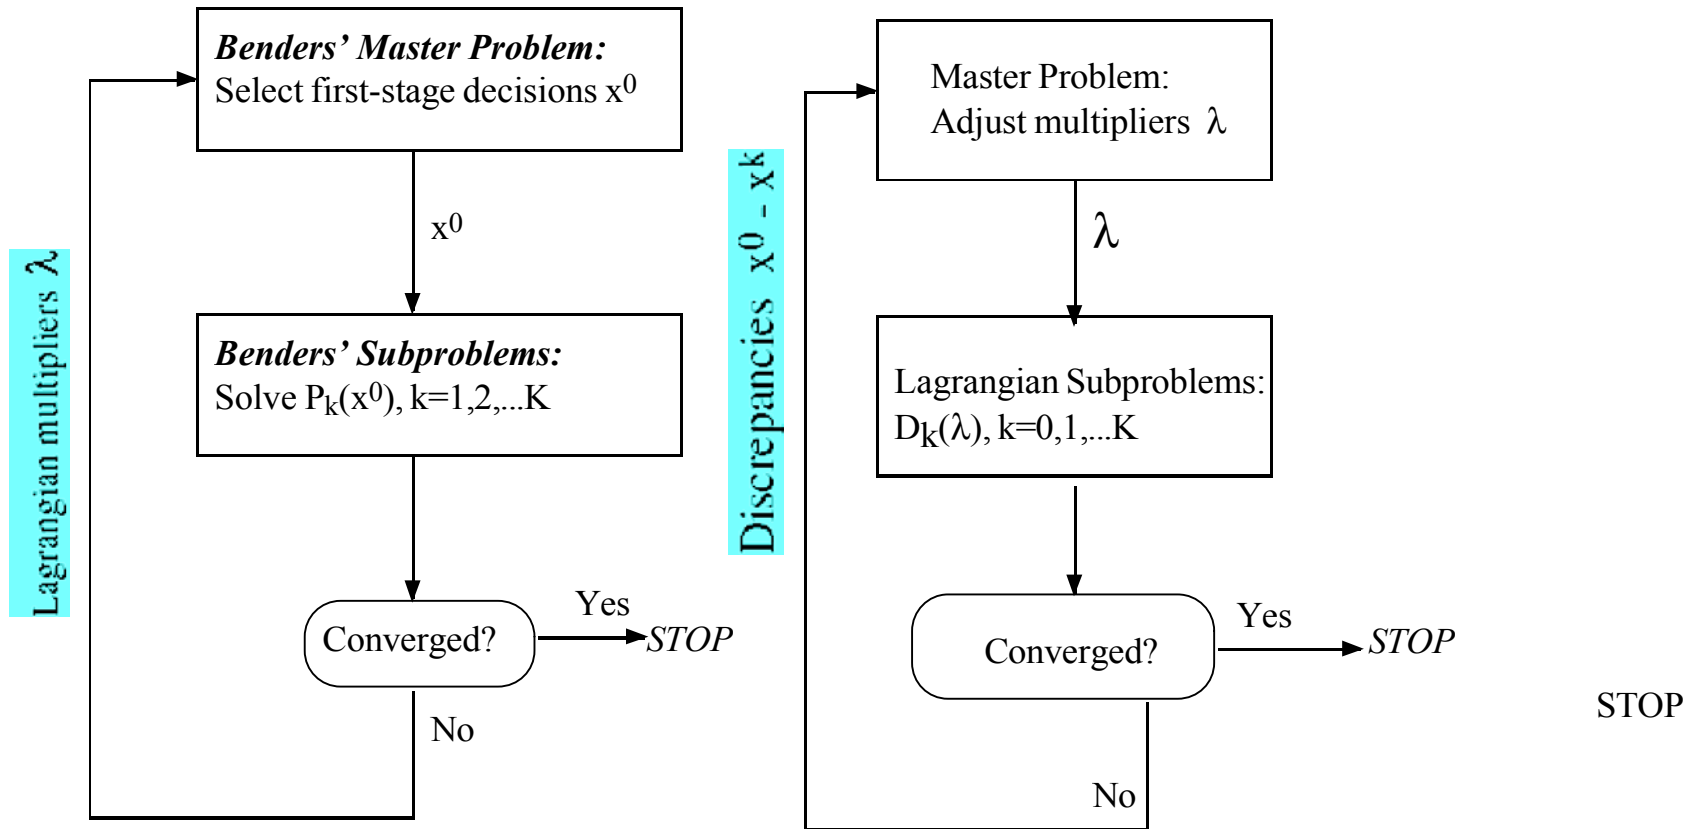 Benders’ Master Problem:
Select first-stage decisions x⁰
x⁰
Lagrangian multipliers λ
Benders’ Subproblems:
Solve Pₖ(x⁰), k=1,2,...K
Converged?
Yes
STOP
No
Master Problem:
Adjust multipliers λ
λ
Discrepancies x⁰ - xᵏ
Lagrangian Subproblems:
Dₖ(λ), k=0,1,...K
Converged?
Yes
STOP
No
STOP